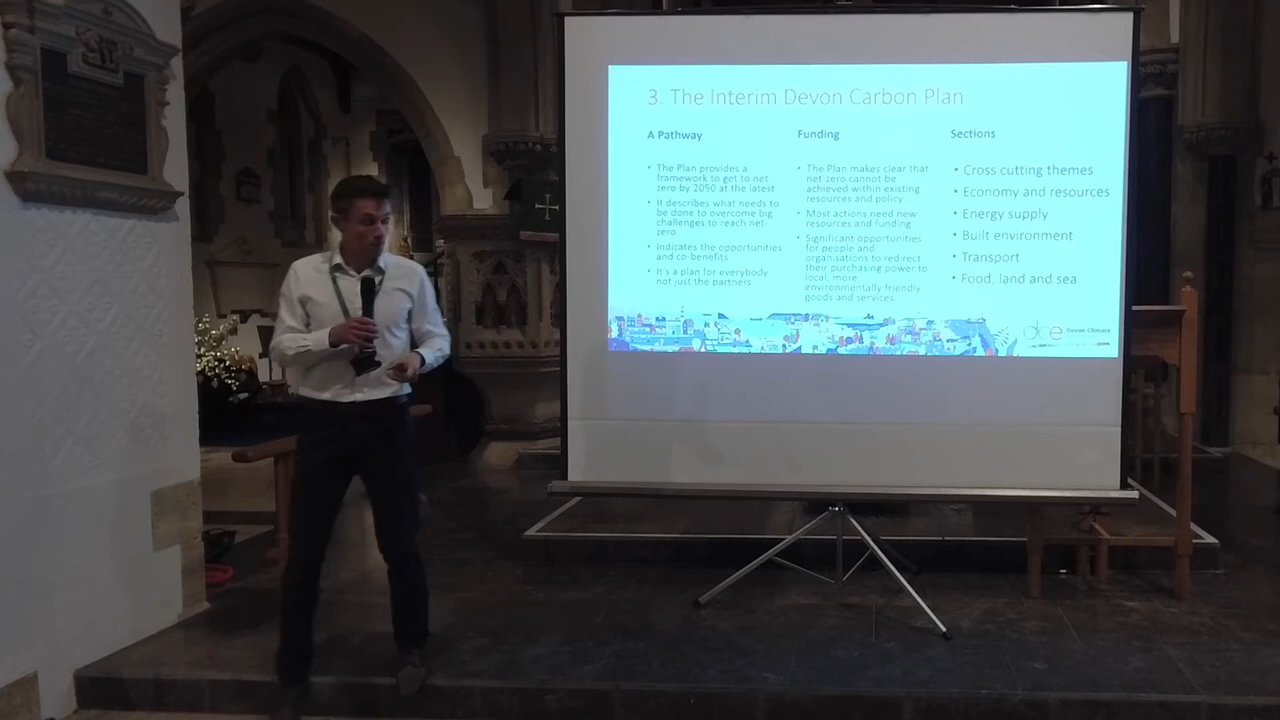 3. The Interim Devon Carbon Plan
A Pathway
• The Plan provides a
framework to get to net-
zero by 2050 at the latest
• It describes what needs to
be done to overcome big
challenges to reach net-
zero
• Indicates the opportunities
and co-benefits
• It's a plan for everybody
not just the partners
Funding
• The Plan makes clear that
net-zero cannot be
achieved within existing
resources and policy.
• Most actions need new
resources and funding
• Significant opportunities
for people and
organisations to redirect
their purchasing power to
local, more
environmentally friendly
goods and services
Sections
• Cross cutting themes
• Economy and resources
• Energy supply
• Built environment
• Transport
• Food, land and sea
dce Devon Climate